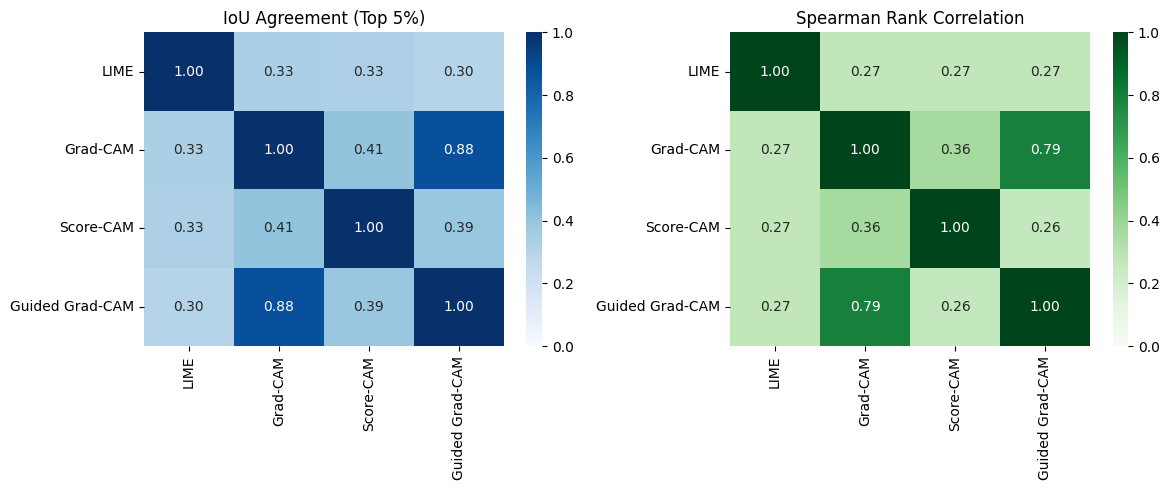 IoU Agreement (Top 5%)
LIME 1.00 0.33 0.33 0.30
Grad-CAM 0.33 1.00 0.41 0.88
Score-CAM 0.33 0.41 1.00 0.39
Guided Grad-CAM 0.30 0.88 0.39 1.00
LIME Grad-CAM Score-CAM Guided Grad-CAM
1.0
0.8
0.6
0.4
0.2
0.0
Spearman Rank Correlation
LIME 1.00 0.27 0.27 0.27
Grad-CAM 0.27 1.00 0.36 0.79
Score-CAM 0.27 0.36 1.00 0.26
Guided Grad-CAM 0.27 0.79 0.26 1.00
LIME Grad-CAM Score-CAM Guided Grad-CAM
1.0
0.8
0.6
0.4
0.2
0.0